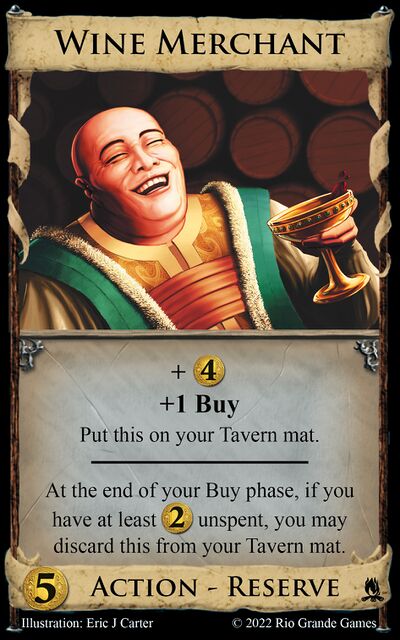 Wine Merchant
+ 4
+1 Buy
Put this on your Tavern mat.
At the end of your Buy phase, if you
have at least 2 unspent, you may
discard this from your Tavern mat.
5 Action - Reserve
Illustration: Eric J Carter © 2022 Rio Grande Games